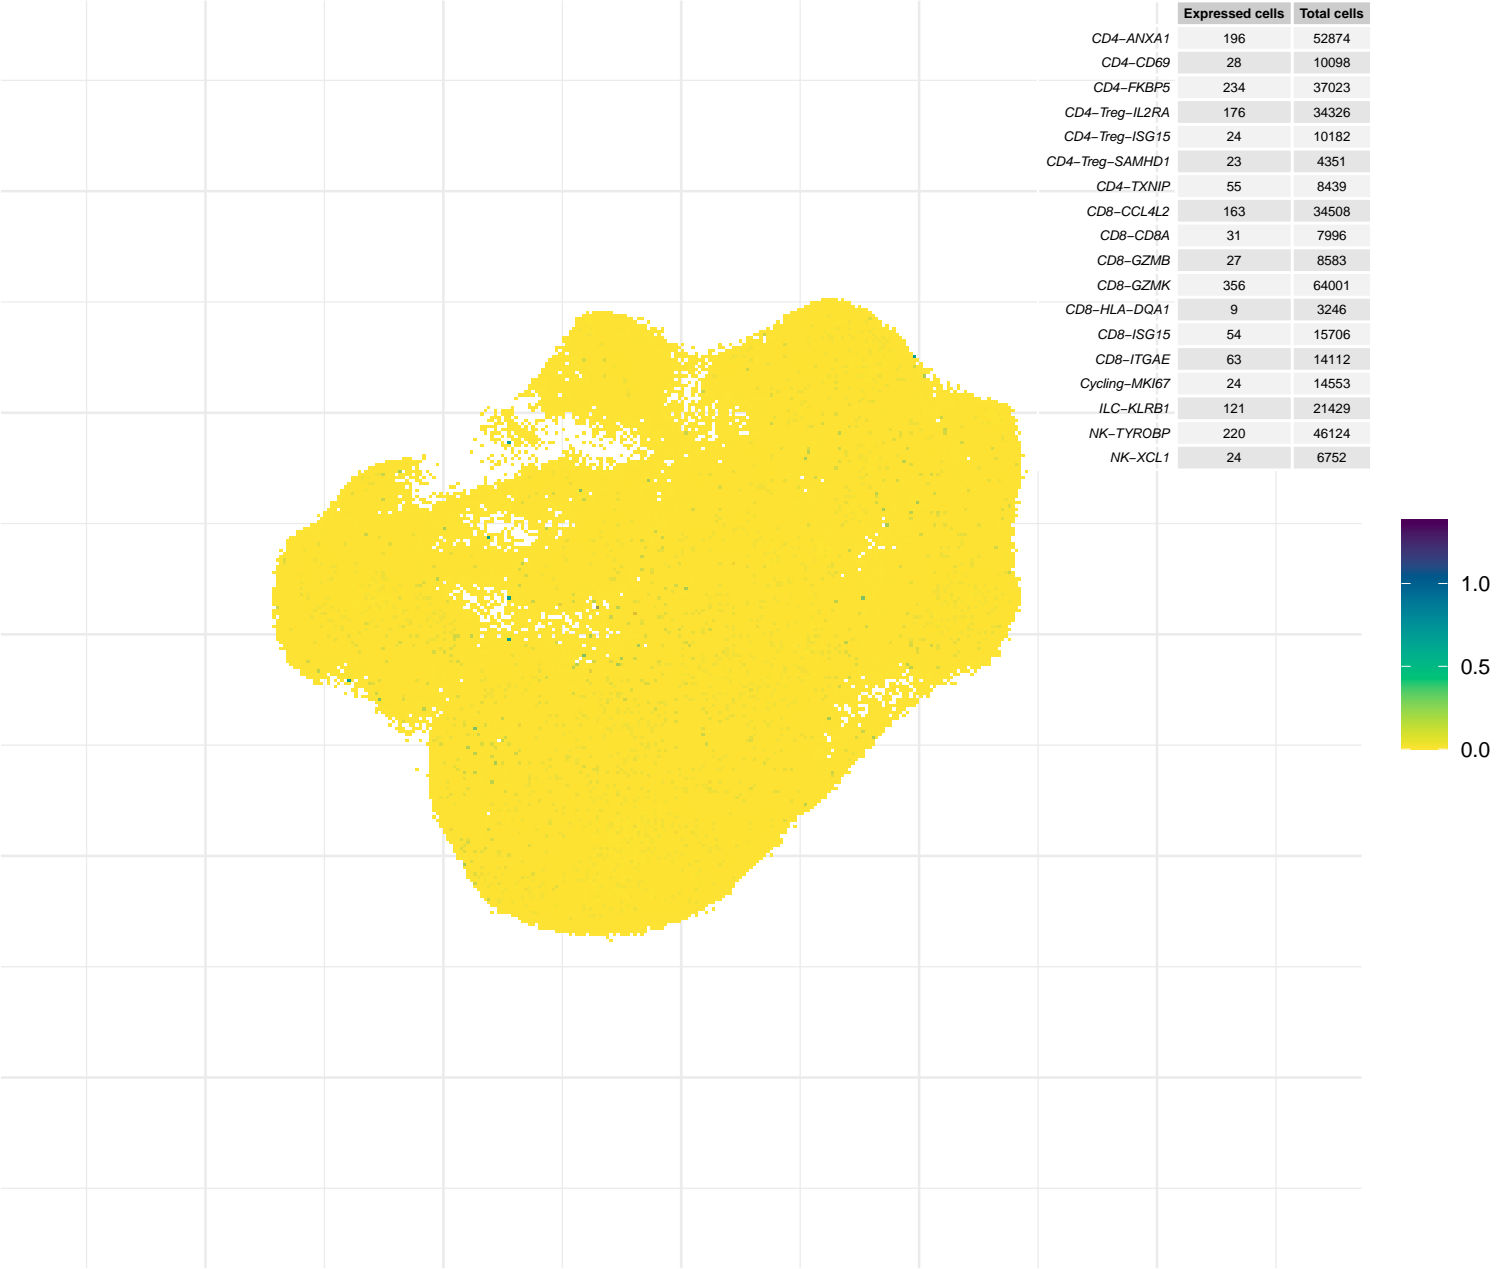 Expressed cells Total cells
CD4−ANXA1 196 52874
CD4−CD69 28 10098
CD4−FKBP5 234 37023
CD4−Treg−IL2RA 176 34326
CD4−Treg−ISG15 24 10182
CD4−Treg−SAMHD1 23 4351
CD4−TXNIP 55 8439
CD8−CCL4L2 163 34508
CD8−CD8A 31 7996
CD8−GZMB 27 8583
CD8−GZMK 356 64001
CD8−HLA−DQA1 9 3246
CD8−ISG15 54 15706
CD8−ITGAE 63 14112
Cycling−MKI67 24 14553
ILC−KLRB1 121 21429
NK−TYROBP 220 46124
NK−XCL1 24 6752
1.0
0.5
0.0